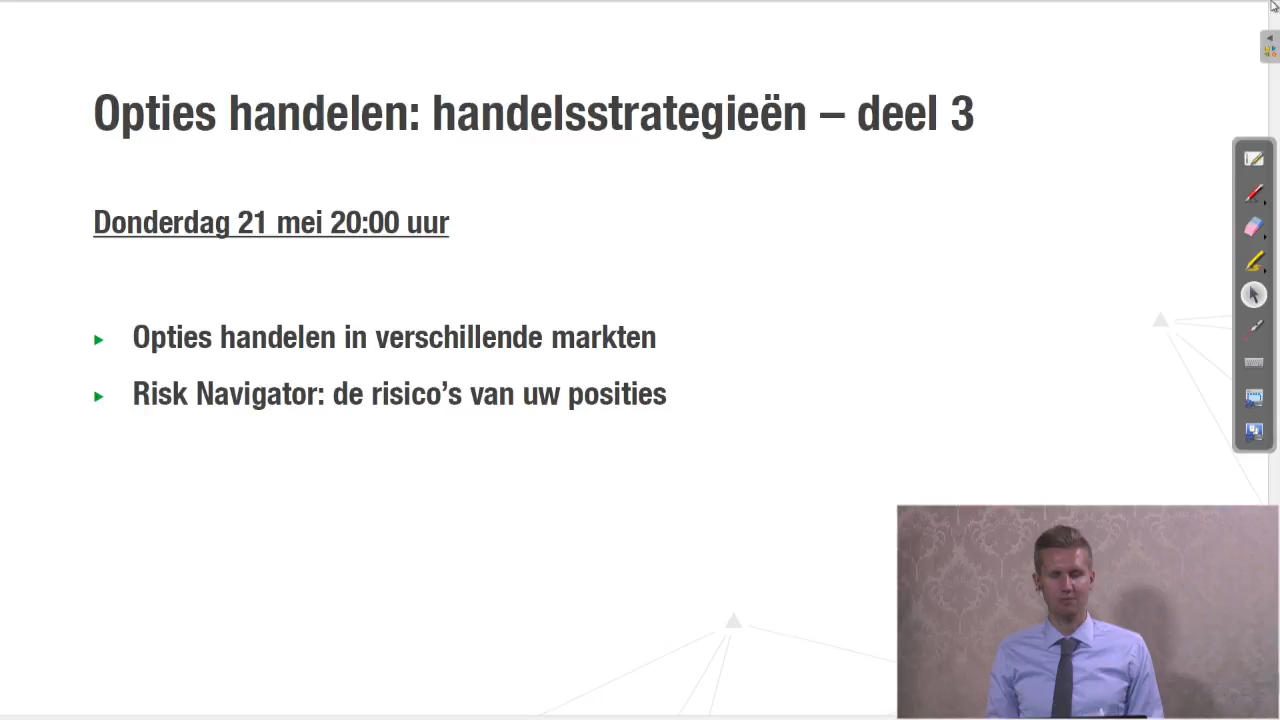 Opties handelen: handelsstrategieën – deel 3
Donderdag 21 mei 20:00 uur
Opties handelen in verschillende markten
Risk Navigator: de risico’s van uw posities